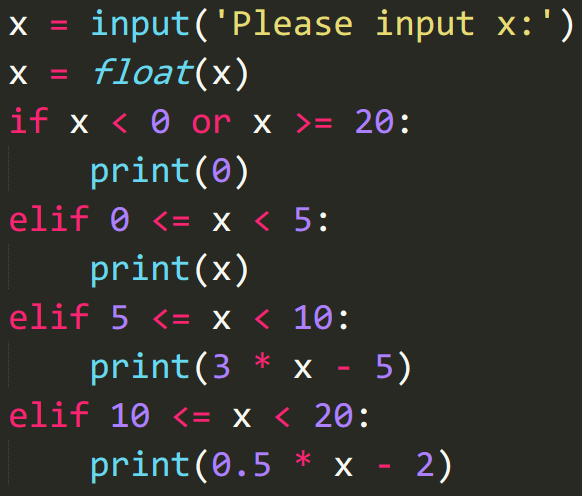 x = input('Please input x:')
x = float(x)
if x < 0 or x >= 20:
    print(0)
elif 0 <= x < 5:
    print(x)
elif 5 <= x < 10:
    print(3 * x - 5)
elif 10 <= x < 20:
    print(0.5 * x - 2)